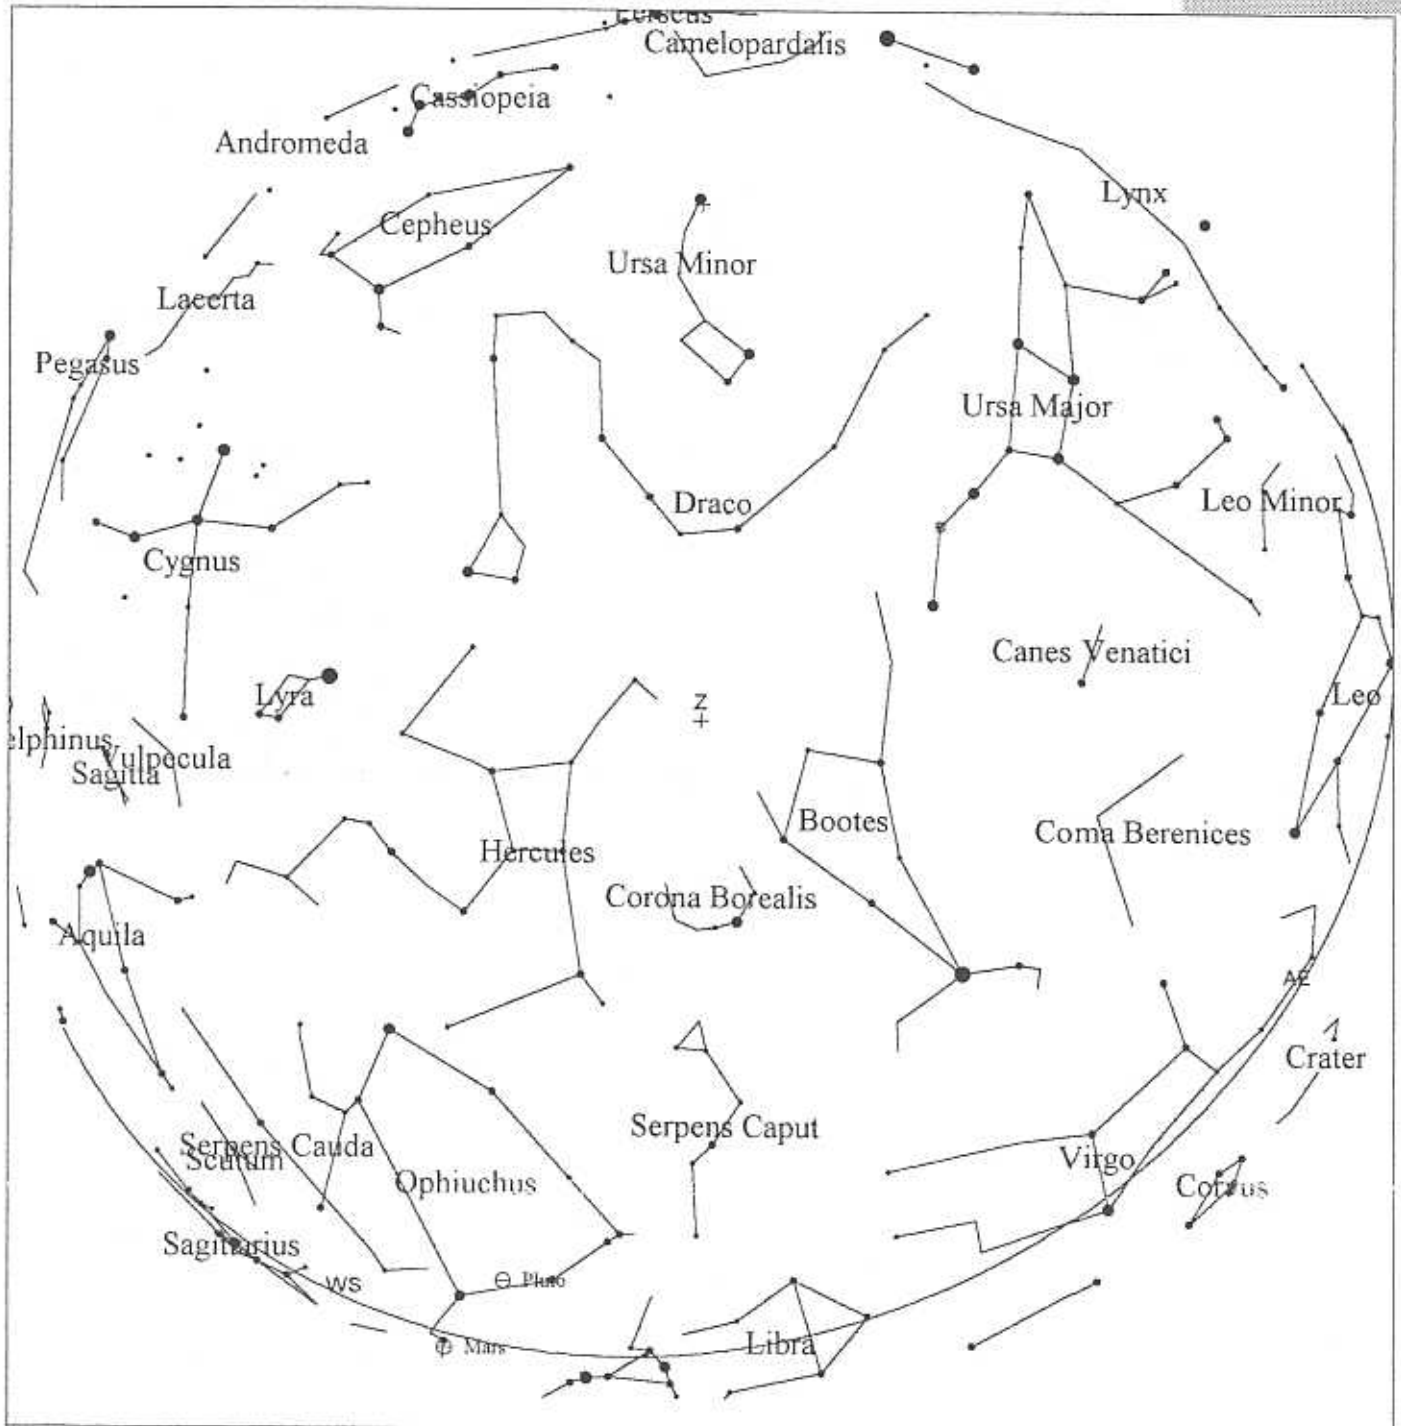 Perseus
Camelopardalis
Cassiopeia
Andromeda
Lynx
Cepheus
Ursa Minor
Lacerta
Pegasus
Ursa Major
Draco
Leo Minor
Cygnus
Canes Venatici
Lyra
Z
Leo
elphinus
Vulpecula
Sagitta
Bootes
Coma Berenices
Hercules
Corona Borealis
Aquila
AE
Crater
Serpens Caput
Serpens Cauda
Scutum
Virgo
Ophiuchus
Corvus
Sagittarius
WS
Pluto
Mars
Libra